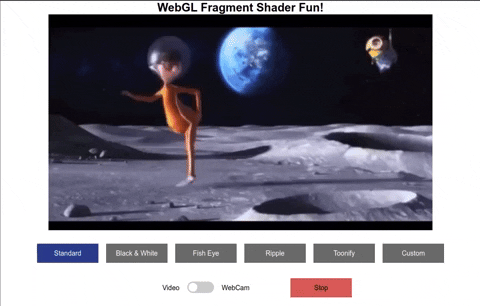 WebGL Fragment Shader Fun!
Standard
Black & White
Fish Eye
Ripple
Toonify
Custom
Video
WebCam
Stop